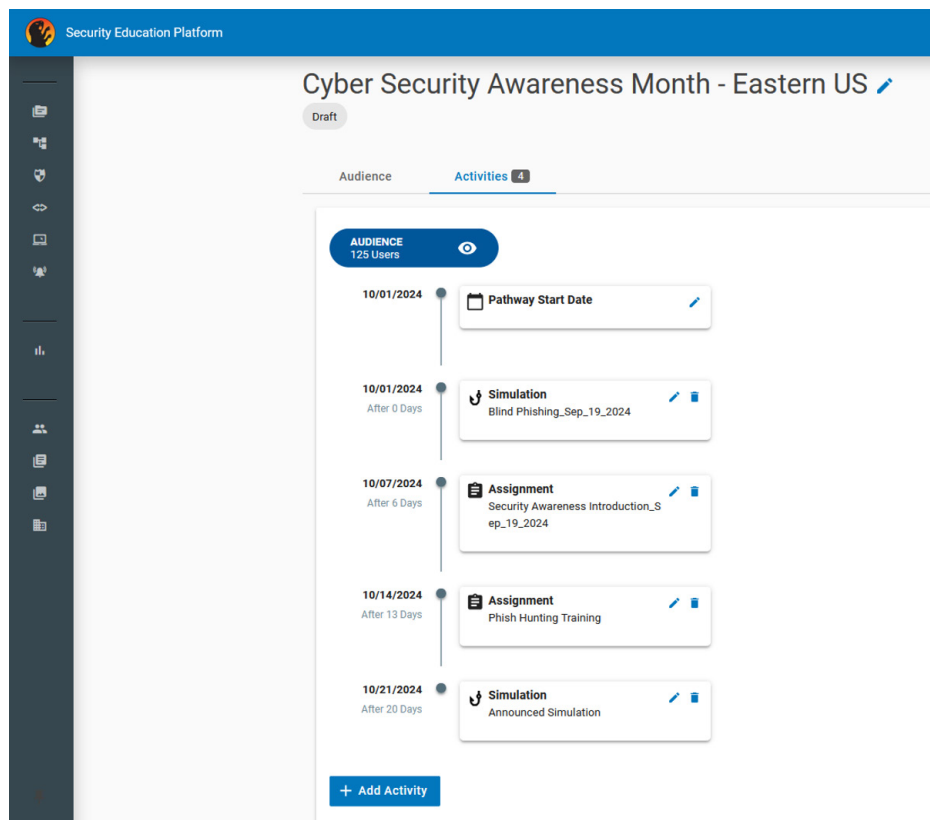 Security Education Platform
Cyber Security Awareness Month - Eastern US
Draft
Audience
Activities 4
AUDIENCE
125 Users
10/01/2024
Pathway Start Date
10/01/2024
After 0 Days
Simulation
Blind Phishing_Sep_19_2024
10/07/2024
After 6 Days
Assignment
Security Awareness Introduction_S
ep_19_2024
10/14/2024
After 13 Days
Assignment
Phish Hunting Training
10/21/2024
After 20 Days
Simulation
Announced Simulation
+ Add Activity